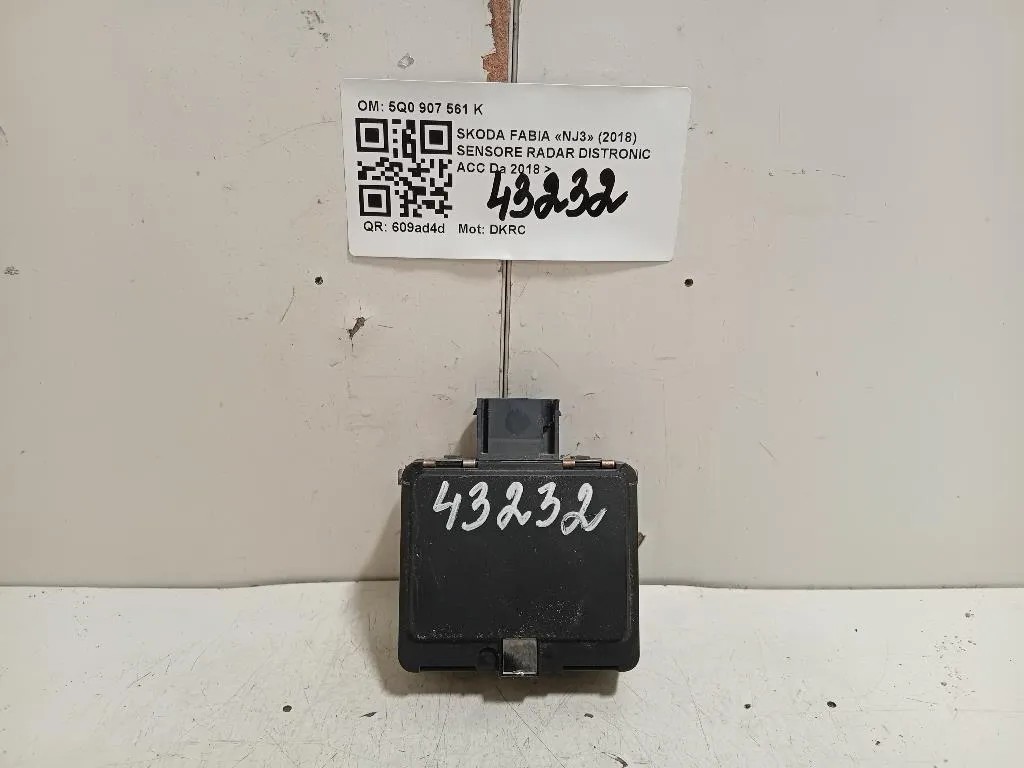 OM: 5Q0 907 561 K
SKODA FABIA «NJ3» (2018)
SENSORE RADAR DISTRONIC
ACC Da 2018 >
43232
QR: 609ad4d Mot: DKRC
43232